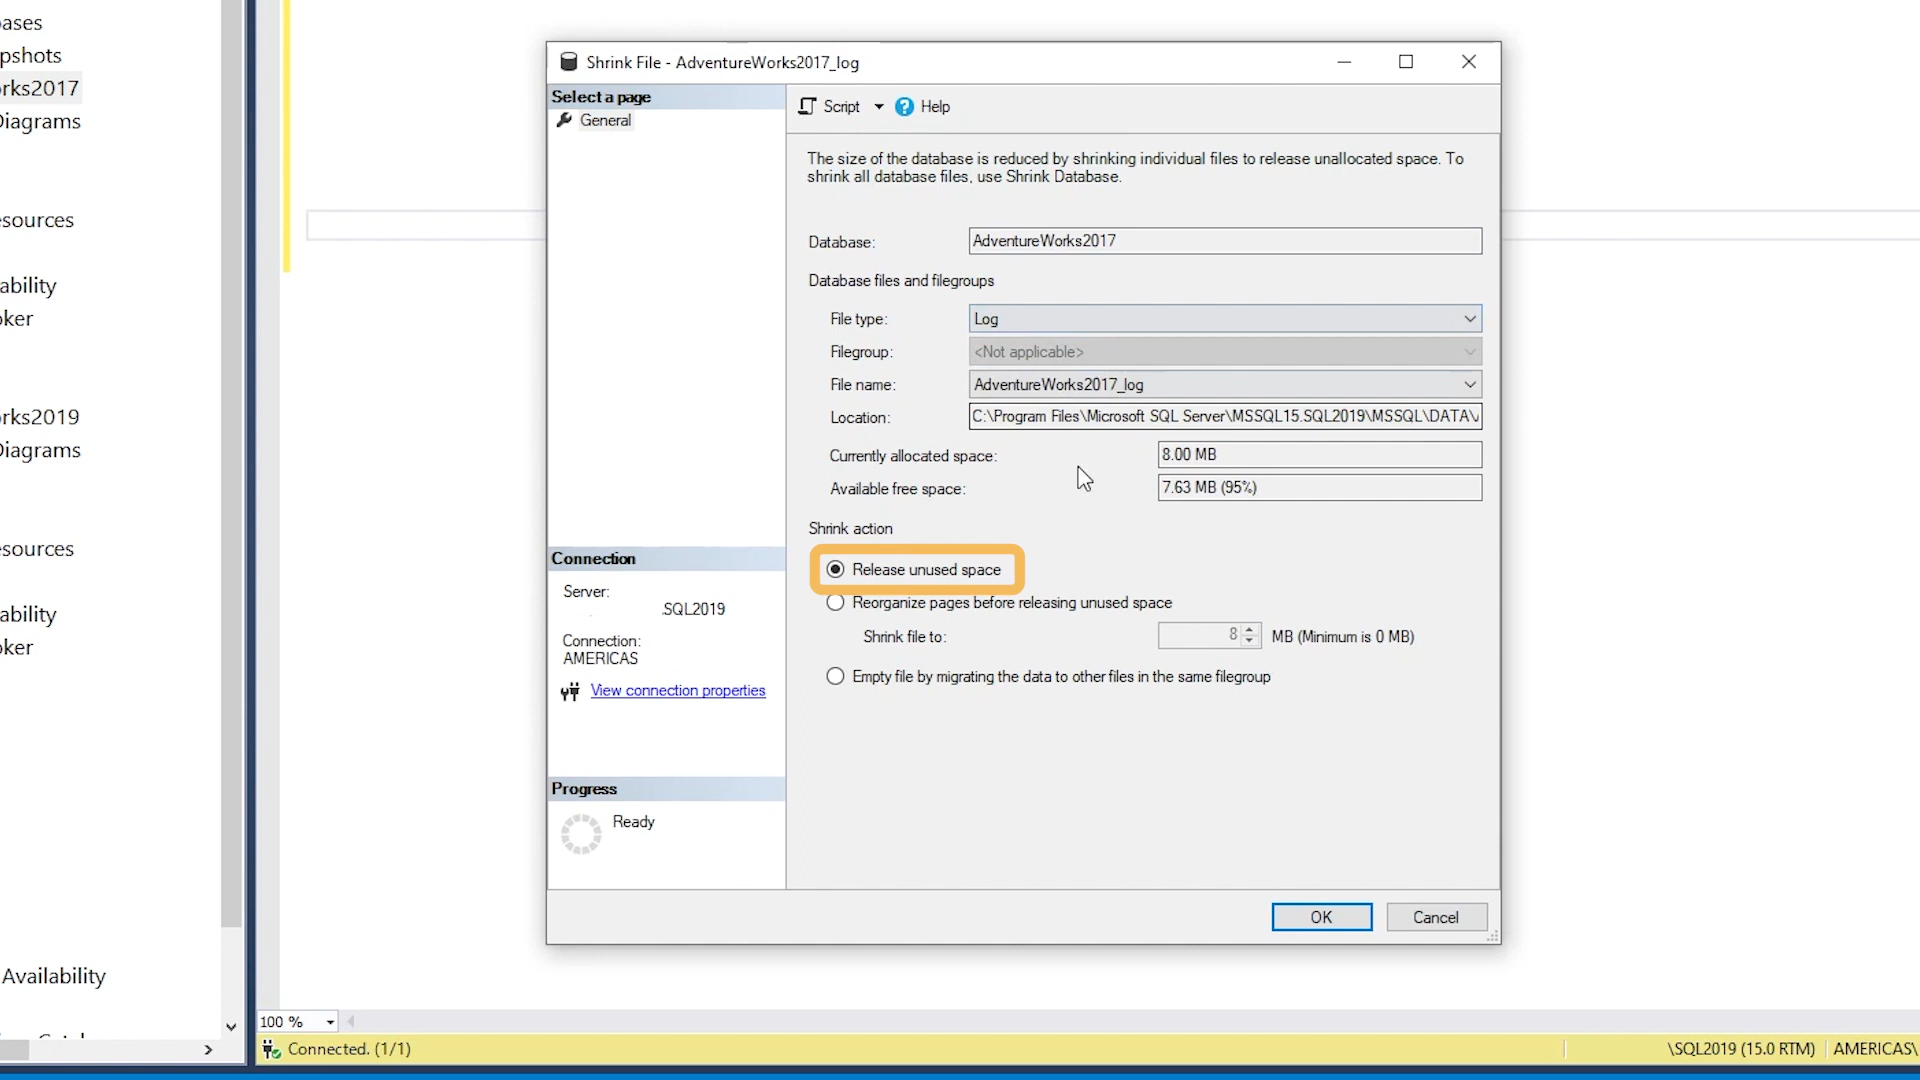 ases
pshots
rks2017
Diagrams
esources
ability
ker
rks2019
Diagrams
esources
ability
ker
Availability
Shrink File - AdventureWorks2017_log
Select a page
General
Script
Help
The size of the database is reduced by shrinking individual files to release unallocated space. To
shrink all database files, use Shrink Database.
Database:
AdventureWorks2017
Database files and filegroups
File type:
Log
Filegroup:
<Not applicable>
File name:
AdventureWorks2017_log
Location:
C:\Program Files\Microsoft SQL Server\MSSQL15.SQL2019\MSSQL\DATA\
Currently allocated space:
8.00 MB
Available free space:
7.63 MB (95%)
Shrink action
Release unused space
Reorganize pages before releasing unused space
Shrink file to:
8
MB (Minimum is 0 MB)
Empty file by migrating the data to other files in the same filegroup
Connection
Server:
.SQL2019
Connection:
AMERICAS
View connection properties
Progress
Ready
OK
Cancel
100 %
Connected. (1/1)
\SQL2019 (15.0 RTM)
AMERICAS\